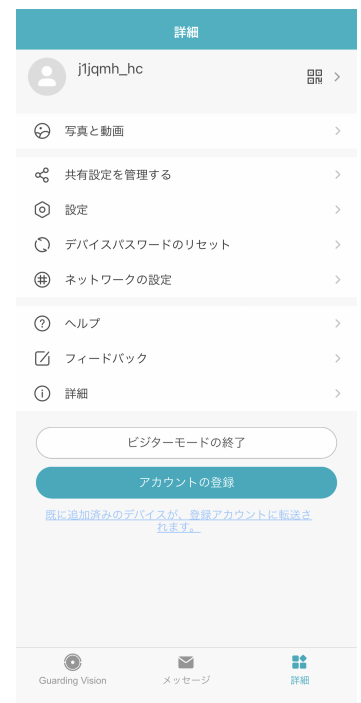 詳細
j1jqmh_hc
写真と動画
共有設定を管理する
設定
デバイスパスワードのリセット
ネットワークの設定
ヘルプ
フィードバック
詳細
ビジターモードの終了
アカウントの登録
既に追加済みのデバイスが、登録アカウントに転送さ
れます。
Guarding Vision
メッセージ
詳細